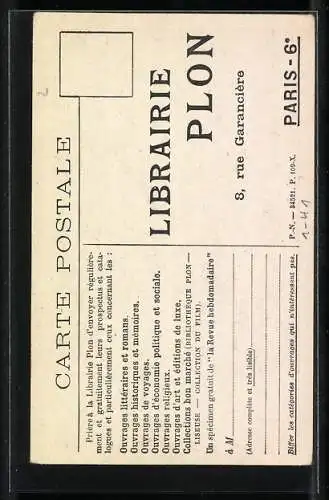 CARTE POSTALE
Prière à la Librairie Plon d'envoyer régulière-
ment et gratuitement leurs prospectus et cata-
logues et particulièrement ceux concernant les :
Ouvrages littéraires et romans.
Ouvrages historiques et memoires.
Ouvrages de voyages.
Ouvrages d'économie politique et sociale.
Ouvrages religieux.
Ouvrages d'art et éditions de luxe.
Collections bon marché (BIBLIOTHÈQUE PLON —
LISEUSE — COLLECTION DU FILM).
Un spécimen gratuit de "la Revue hebdomadaire"
à M
(Adresse complète et très lisible)
Biffer les catégories d'ouvrages qui n'intéressent pas.
LIBRAIRIE
PLON
8, rue Garancière
PARIS - 6e
P.-N. — 34521. P. 109-X.